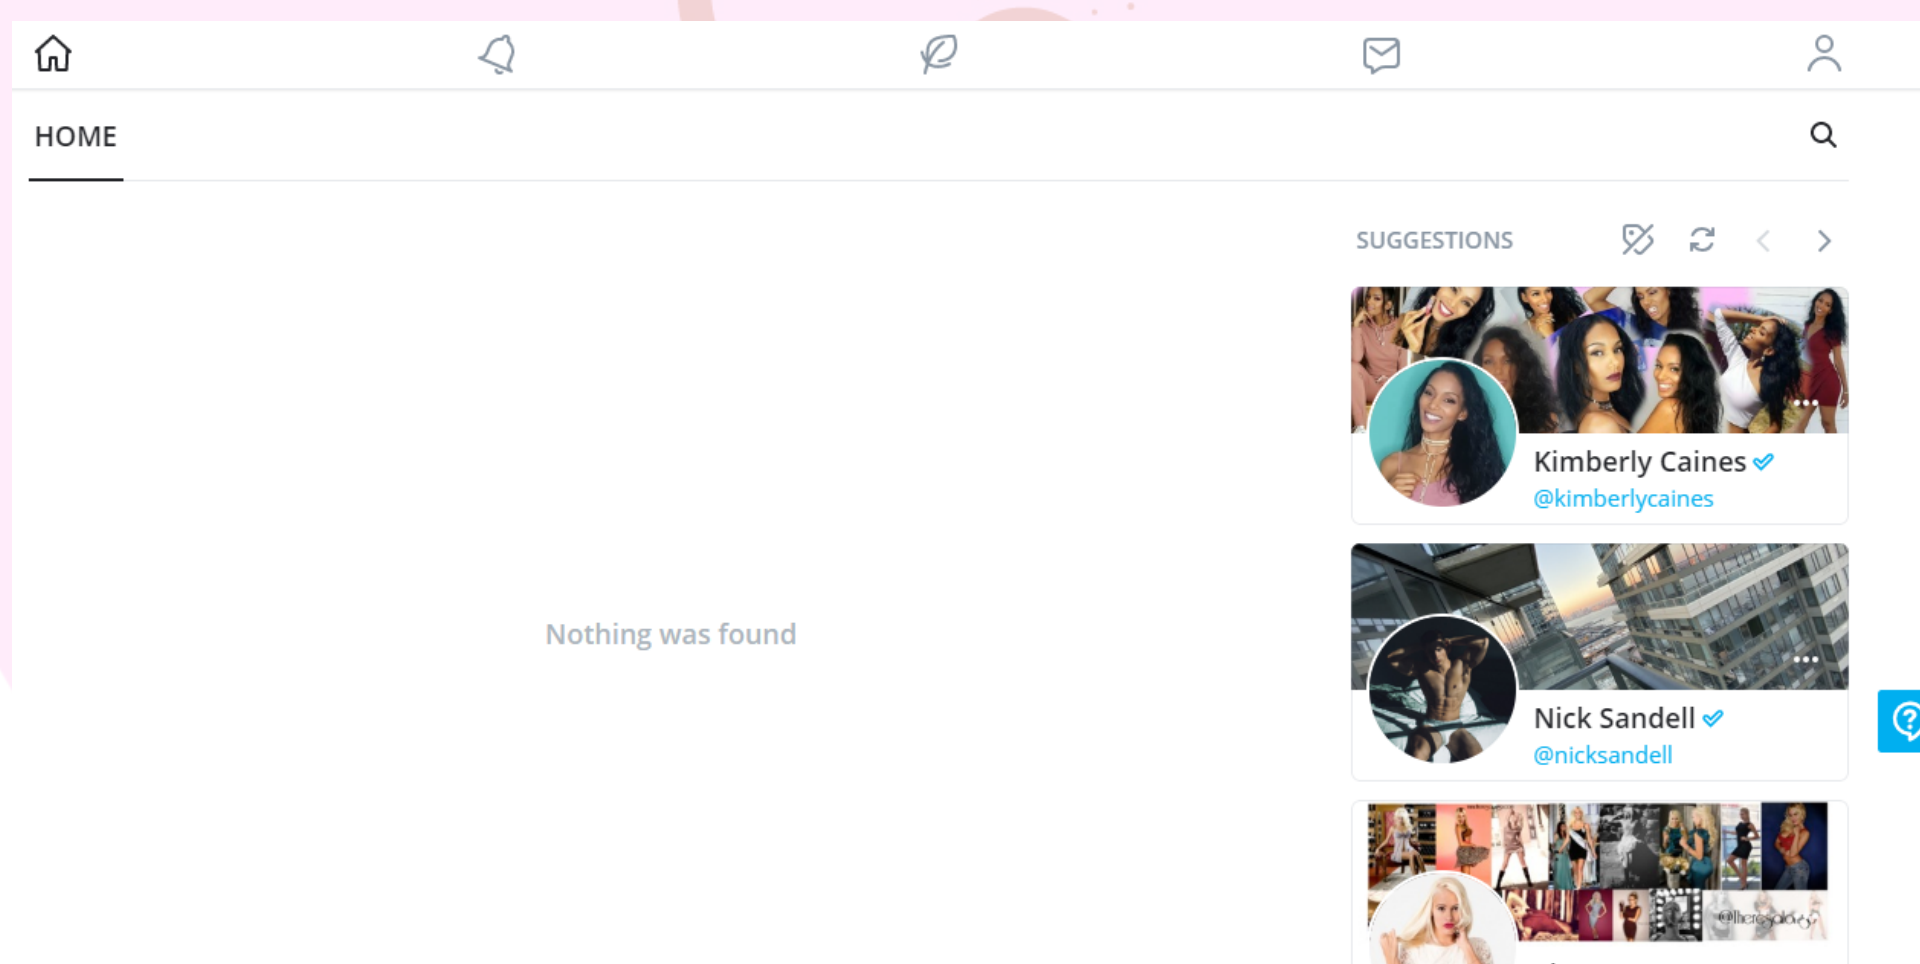 HOME
SUGGESTIONS
Kimberly Caines
@kimberlycaines
Nothing was found
Nick Sandell
@nicksandell